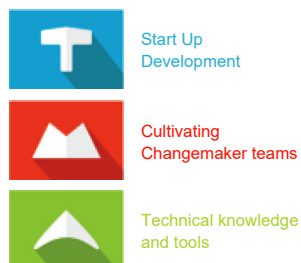 Start Up
Development
Cultivating
Changemaker teams
Technical knowledge
and tools